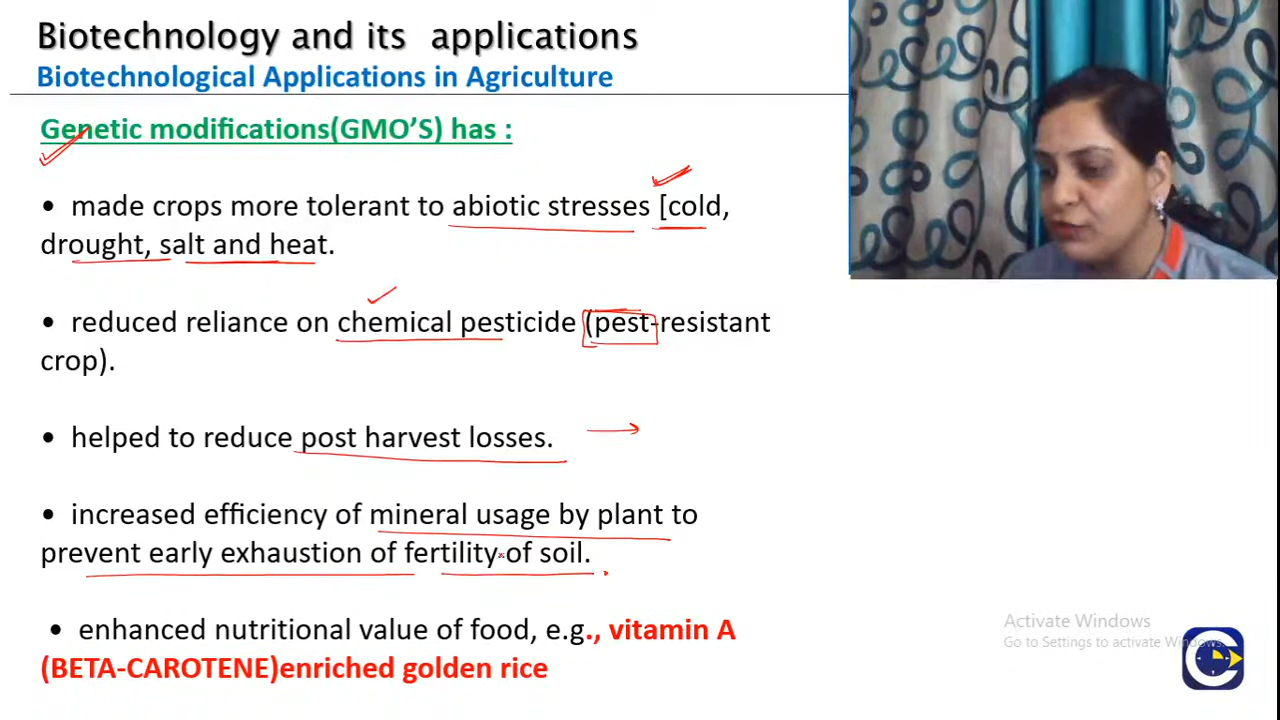 Biotechnology and its applications
Biotechnological Applications in Agriculture
Genetic modifications(GMO’S) has :
• made crops more tolerant to abiotic stresses [cold,
drought, salt and heat.
• reduced reliance on chemical pesticide (pest-resistant
crop).
• helped to reduce post harvest losses.
• increased efficiency of mineral usage by plant to
prevent early exhaustion of fertility of soil.
• enhanced nutritional value of food, e.g., vitamin A
(BETA-CAROTENE)enriched golden rice
Activate Windows
Go to Settings to activate Windows.